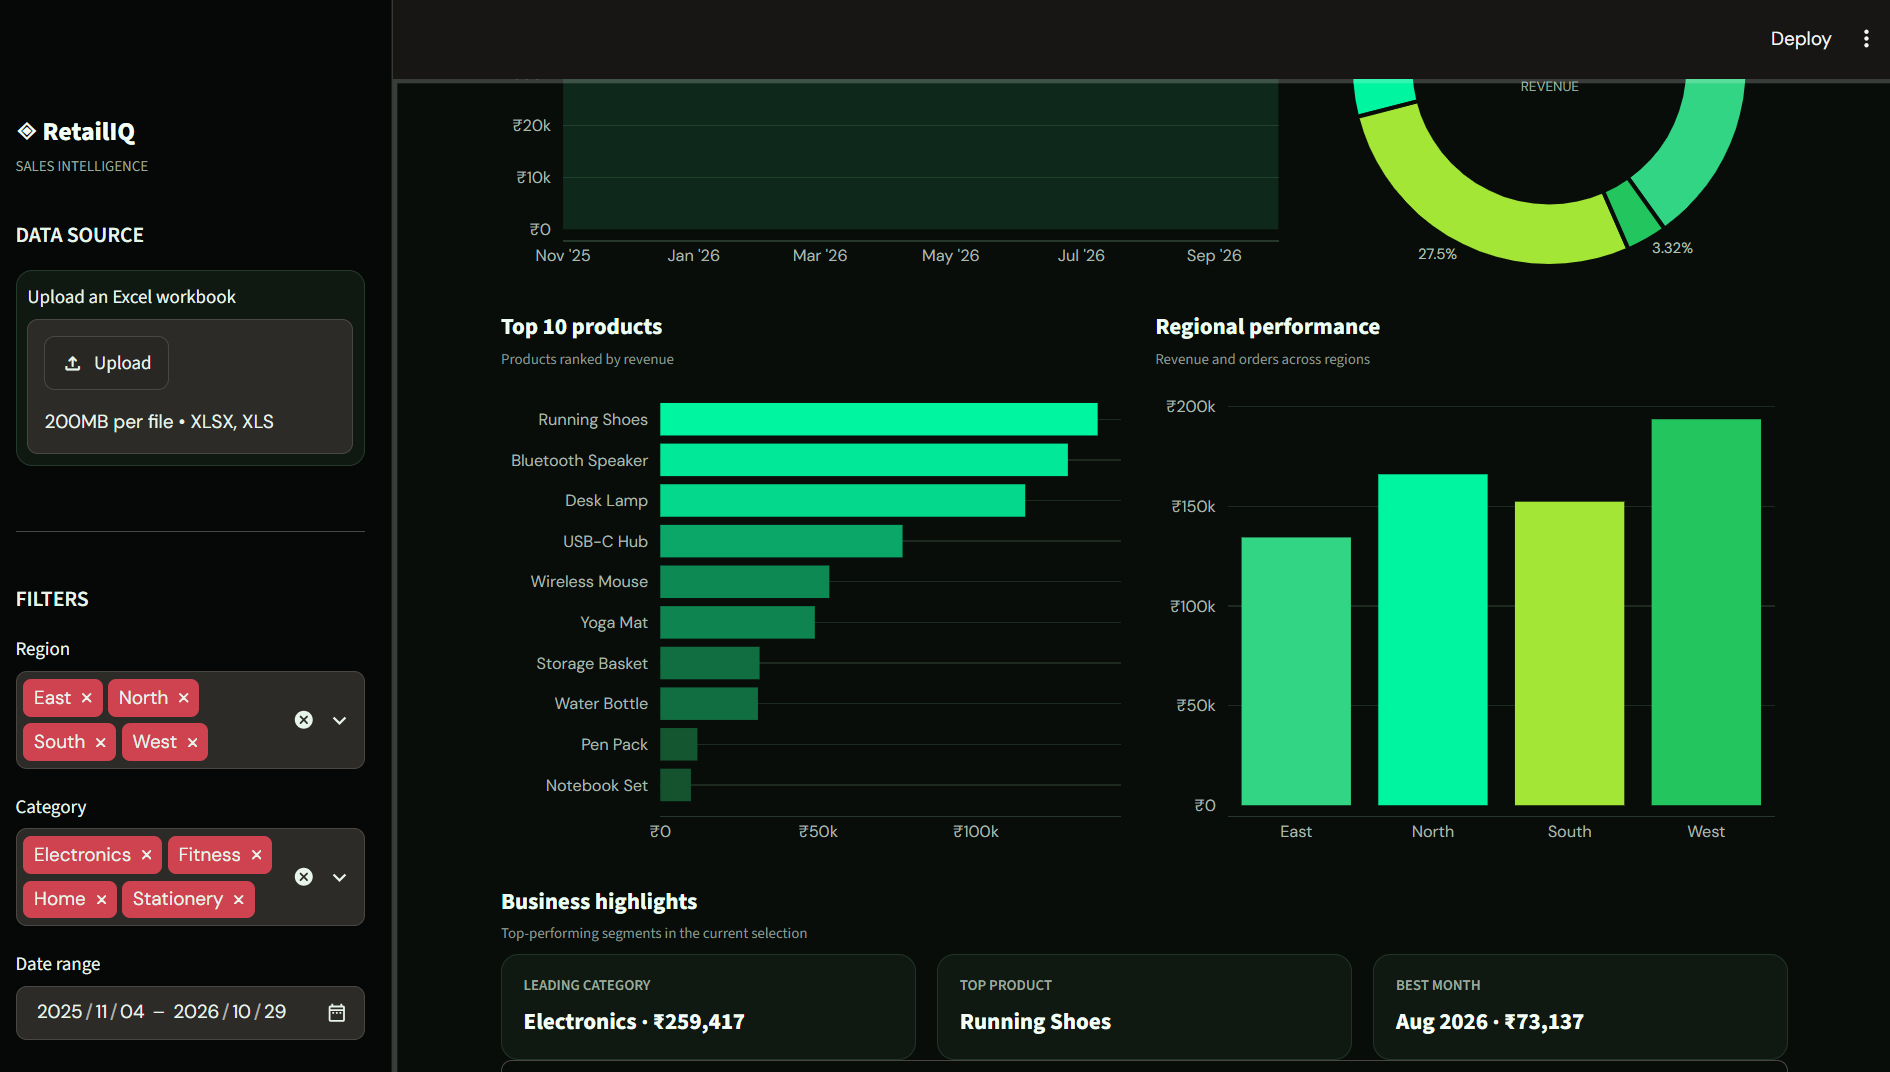 Deploy
◈ RetailIQ
SALES INTELLIGENCE
DATA SOURCE
Upload an Excel workbook
Upload
200MB per file • XLSX, XLS
FILTERS
Region
East × North ×
South × West ×
Category
Electronics × Fitness ×
Home × Stationery ×
Date range
2025/11/04 – 2026/10/29
₹20k
₹10k
₹0
Nov '25 Jan '26 Mar '26 May '26 Jul '26 Sep '26
REVENUE
27.5%
3.32%
Top 10 products
Products ranked by revenue
Running Shoes
Bluetooth Speaker
Desk Lamp
USB-C Hub
Wireless Mouse
Yoga Mat
Storage Basket
Water Bottle
Pen Pack
Notebook Set
₹0 ₹50k ₹100k
Regional performance
Revenue and orders across regions
₹200k
₹150k
₹100k
₹50k
₹0
East North South West
Business highlights
Top-performing segments in the current selection
LEADING CATEGORY
Electronics · ₹259,417
TOP PRODUCT
Running Shoes
BEST MONTH
Aug 2026 · ₹73,137